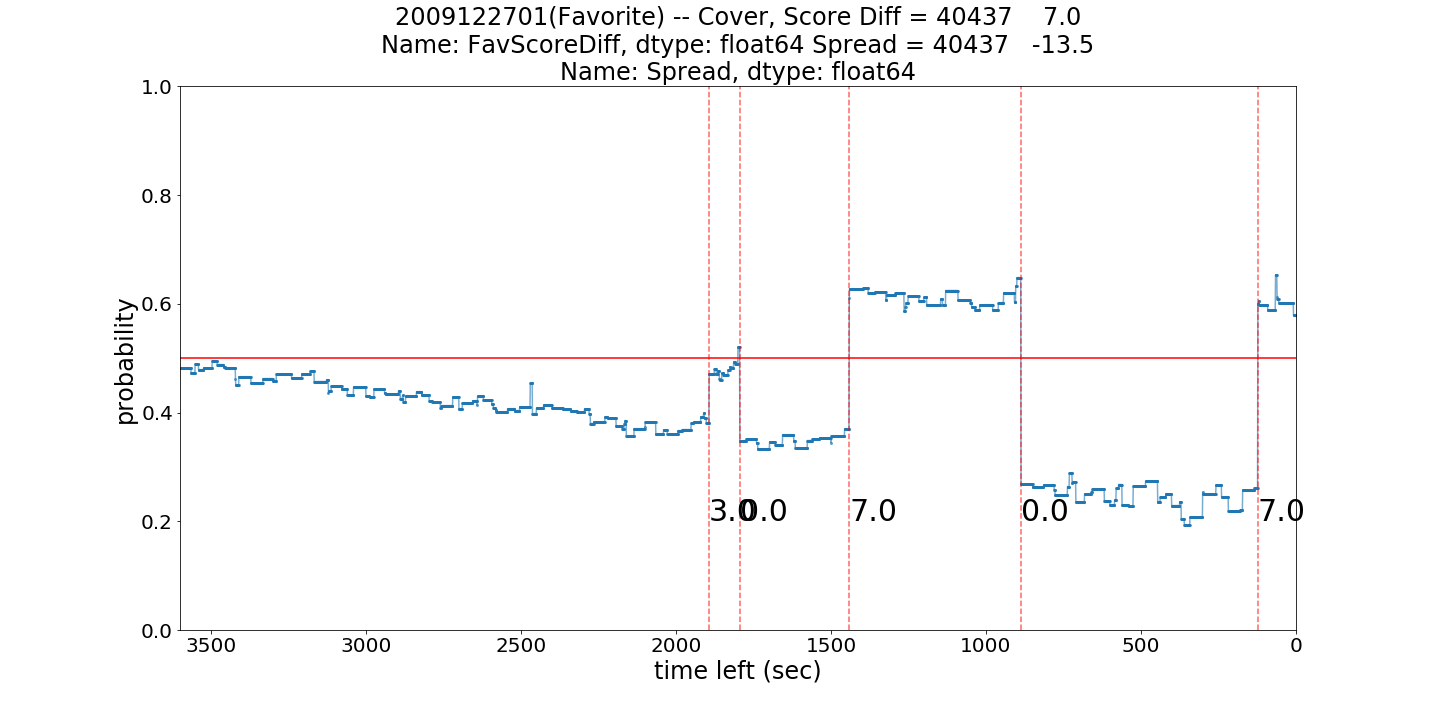 2009122701(Favorite) -- Cover, Score Diff = 40437    7.0
Name: FavScoreDiff, dtype: float64 Spread = 40437   -13.5
Name: Spread, dtype: float64
1.0
0.8
0.6
0.4
0.2
0.0
probability
3.0
0.0
7.0
0.0
7.0
3500 3000 2500 2000 1500 1000 500 0
time left (sec)